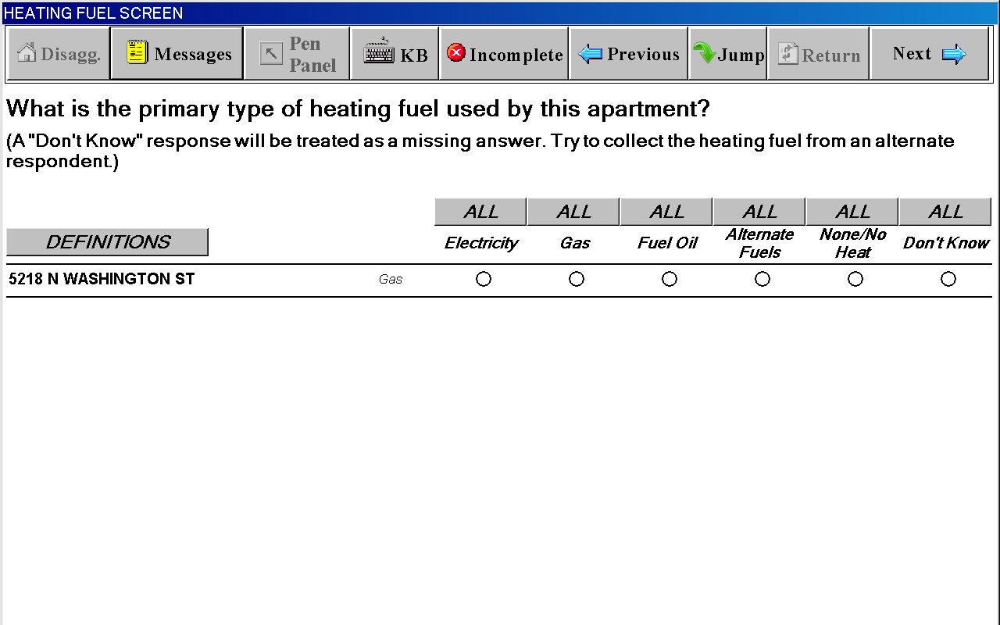 HEATING FUEL SCREEN
Disagg. Messages Pen Panel KB Incomplete Previous Jump Return Next
What is the primary type of heating fuel used by this apartment?
(A "Don't Know" response will be treated as a missing answer. Try to collect the heating fuel from an alternate
respondent.)
ALL ALL ALL ALL ALL ALL
DEFINITIONS Electricity Gas Fuel Oil Alternate Fuels None/No Heat Don't Know
5218 N WASHINGTON ST Gas